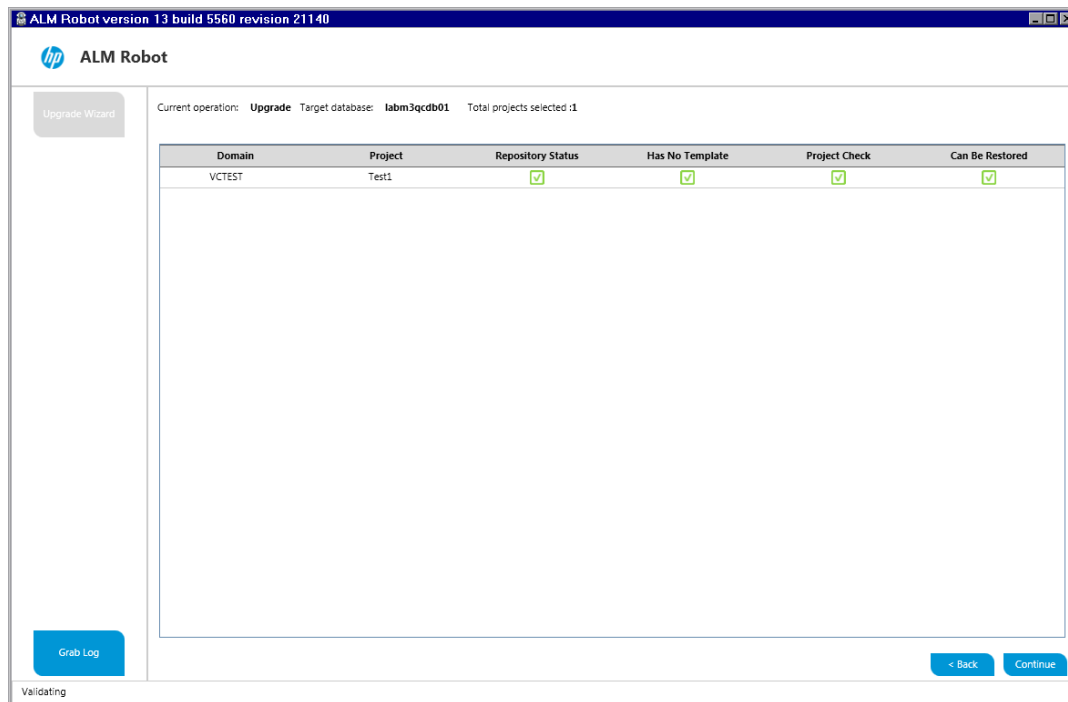 ALM Robot version 13 build 5560 revision 21140
hp ALM Robot
Upgrade Wizard
Current operation: Upgrade Target database: labm3qcdb01 Total projects selected :1
Domain Project Repository Status Has No Template Project Check Can Be Restored
VCTEST Test1
Grab Log
< Back Continue
Validating